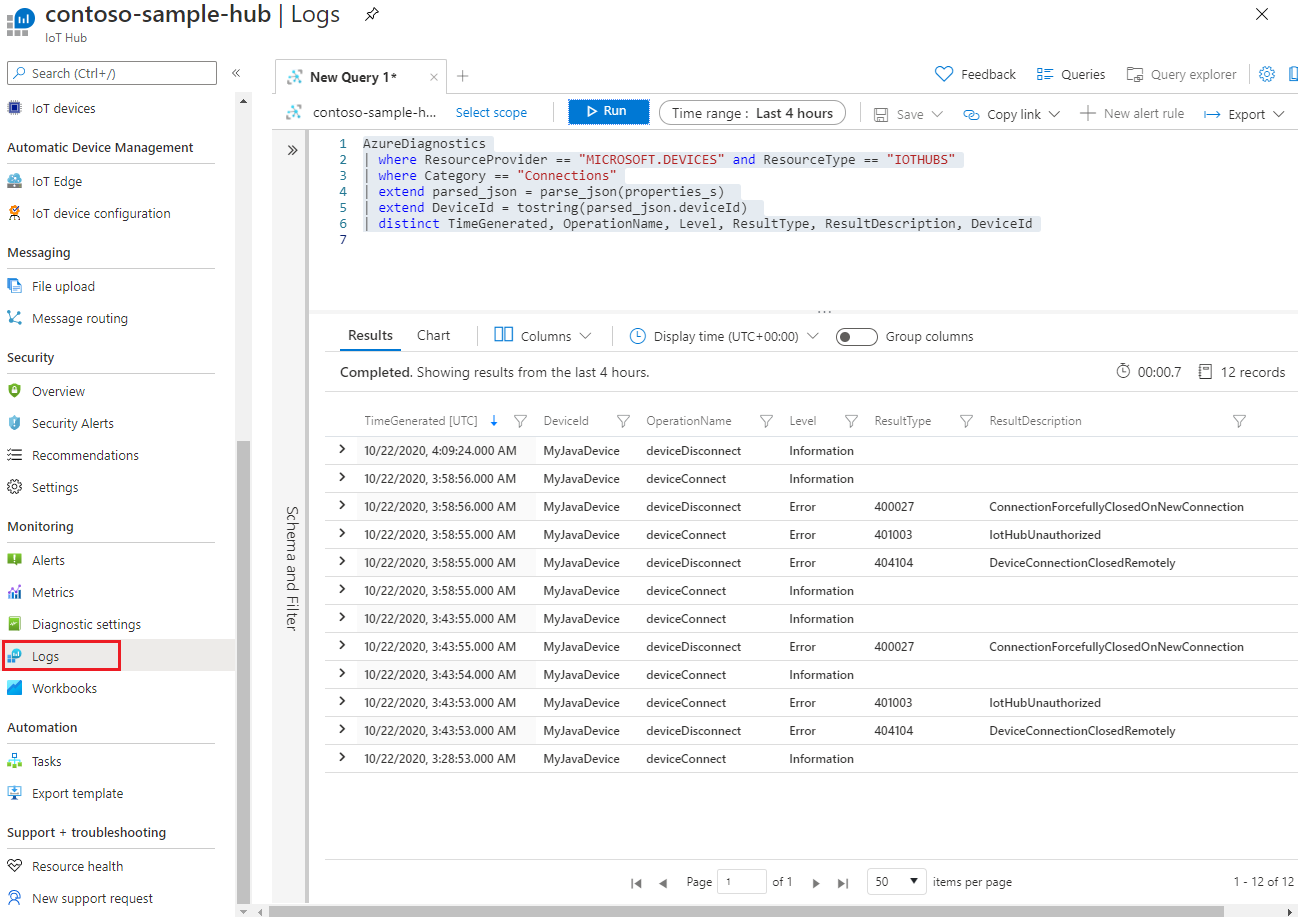 contoso-sample-hub | Logs
IoT Hub
Search (Ctrl+/)
«
IoT devices
Automatic Device Management
IoT Edge
IoT device configuration
Messaging
File upload
Message routing
Security
Overview
Security Alerts
Recommendations
Settings
Monitoring
Alerts
Metrics
Diagnostic settings
Logs
Workbooks
Automation
Tasks
Export template
Support + troubleshooting
Resource health
New support request
New Query 1*
Feedback Queries Query explorer
contoso-sample-h... Select scope Run Time range : Last 4 hours Save Copy link New alert rule Export
1 AzureDiagnostics
2 | where ResourceProvider == "MICROSOFT.DEVICES" and ResourceType == "IOTHUBS"
3 | where Category == "Connections"
4 | extend parsed_json = parse_json(properties_s)
5 | extend DeviceId = tostring(parsed_json.deviceId)
6 | distinct TimeGenerated, OperationName, Level, ResultType, ResultDescription, DeviceId
7
Schema and Filter
Results Chart Columns Display time (UTC+00:00) Group columns
Completed. Showing results from the last 4 hours. 00:00.7 12 records
TimeGenerated [UTC] DeviceId OperationName Level ResultType ResultDescription
10/22/2020, 4:09:24.000 AM MyJavaDevice deviceDisconnect Information
10/22/2020, 3:58:56.000 AM MyJavaDevice deviceConnect Information
10/22/2020, 3:58:56.000 AM MyJavaDevice deviceDisconnect Error 400027 ConnectionForcefullyClosedOnNewConnection
10/22/2020, 3:58:55.000 AM MyJavaDevice deviceConnect Error 401003 IotHubUnauthorized
10/22/2020, 3:58:55.000 AM MyJavaDevice deviceDisconnect Error 404104 DeviceConnectionClosedRemotely
10/22/2020, 3:58:55.000 AM MyJavaDevice deviceConnect Information
10/22/2020, 3:43:55.000 AM MyJavaDevice deviceConnect Information
10/22/2020, 3:43:55.000 AM MyJavaDevice deviceDisconnect Error 400027 ConnectionForcefullyClosedOnNewConnection
10/22/2020, 3:43:54.000 AM MyJavaDevice deviceConnect Information
10/22/2020, 3:43:53.000 AM MyJavaDevice deviceConnect Error 401003 IotHubUnauthorized
10/22/2020, 3:43:53.000 AM MyJavaDevice deviceDisconnect Error 404104 DeviceConnectionClosedRemotely
10/22/2020, 3:28:53.000 AM MyJavaDevice deviceConnect Information
Page 1 of 1 50 items per page 1 - 12 of 12